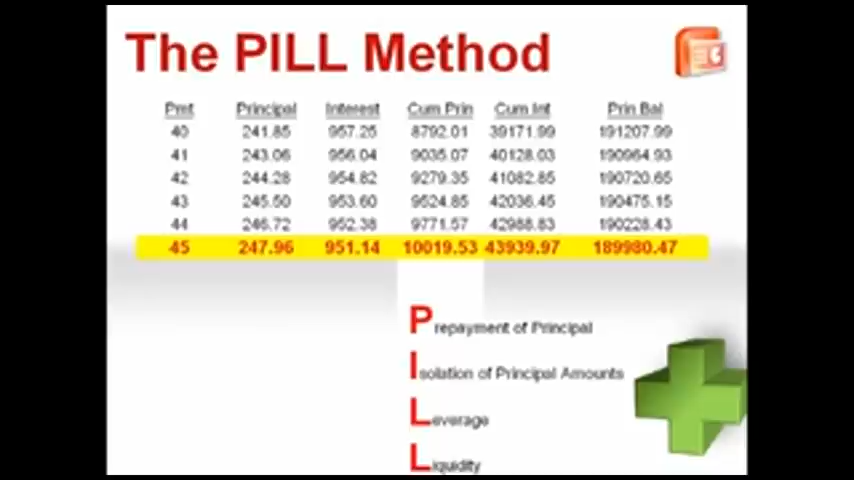 The PILL Method
Pmt Principal Interest Cum Prin Cum Int Prin Bal
40 241.85 957.25 8792.01 39171.99 191207.99
41 243.06 956.04 9035.07 40128.03 190964.93
42 244.28 954.82 9279.35 41082.85 190720.65
43 245.50 953.60 9524.85 42036.45 190475.15
44 246.72 952.38 9771.57 42988.83 190228.43
45 247.96 951.14 10019.53 43939.97 189980.47
Prepayment of Principal
Isolation of Principal Amounts
Leverage
Liquidity